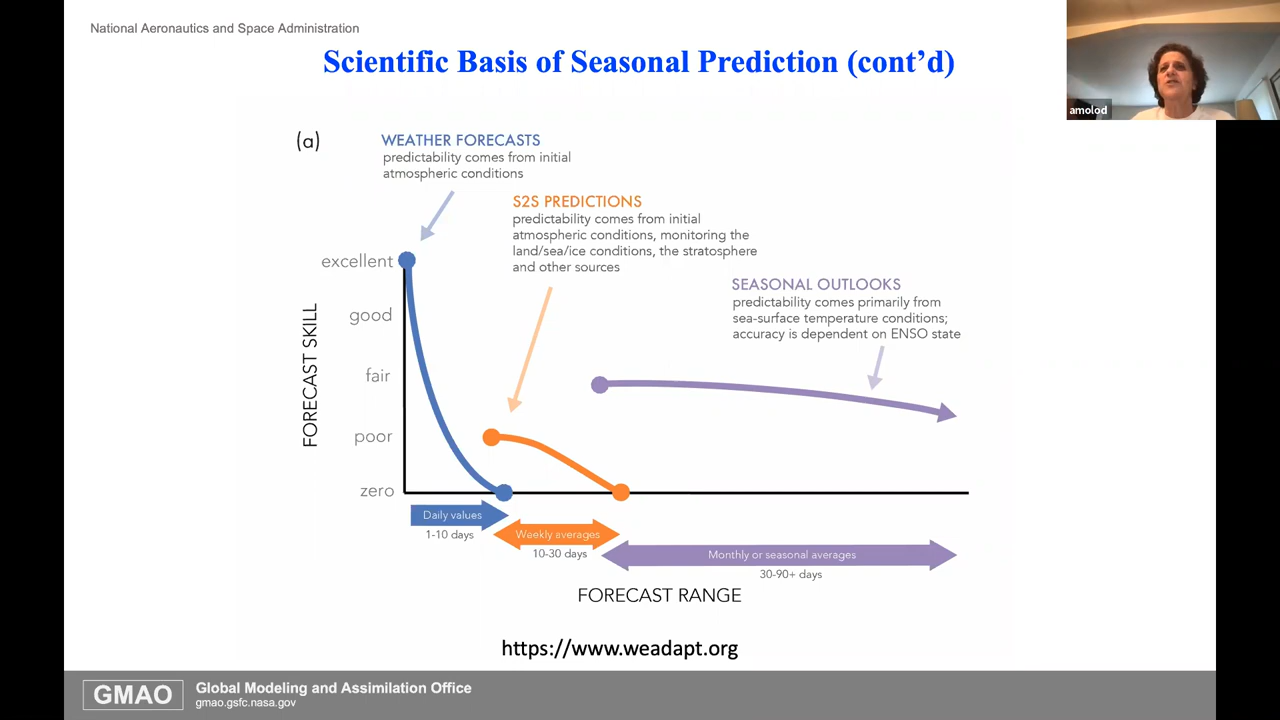 National Aeronautics and Space Administration
Scientific Basis of Seasonal Prediction (cont’d)
amolod
(a)
WEATHER FORECASTS
predictability comes from initial
atmospheric conditions
S2S PREDICTIONS
predictability comes from initial
atmospheric conditions, monitoring the
land/sea/ice conditions, the stratosphere
and other sources
SEASONAL OUTLOOKS
predictability comes primarily from
sea-surface temperature conditions;
accuracy is dependent on ENSO state
FORECAST SKILL
excellent
good
fair
poor
zero
Daily values
1-10 days
Weekly averages
10-30 days
Monthly or seasonal averages
30-90+ days
FORECAST RANGE
https://www.weadapt.org
GMAO
Global Modeling and Assimilation Office
gmao.gsfc.nasa.gov